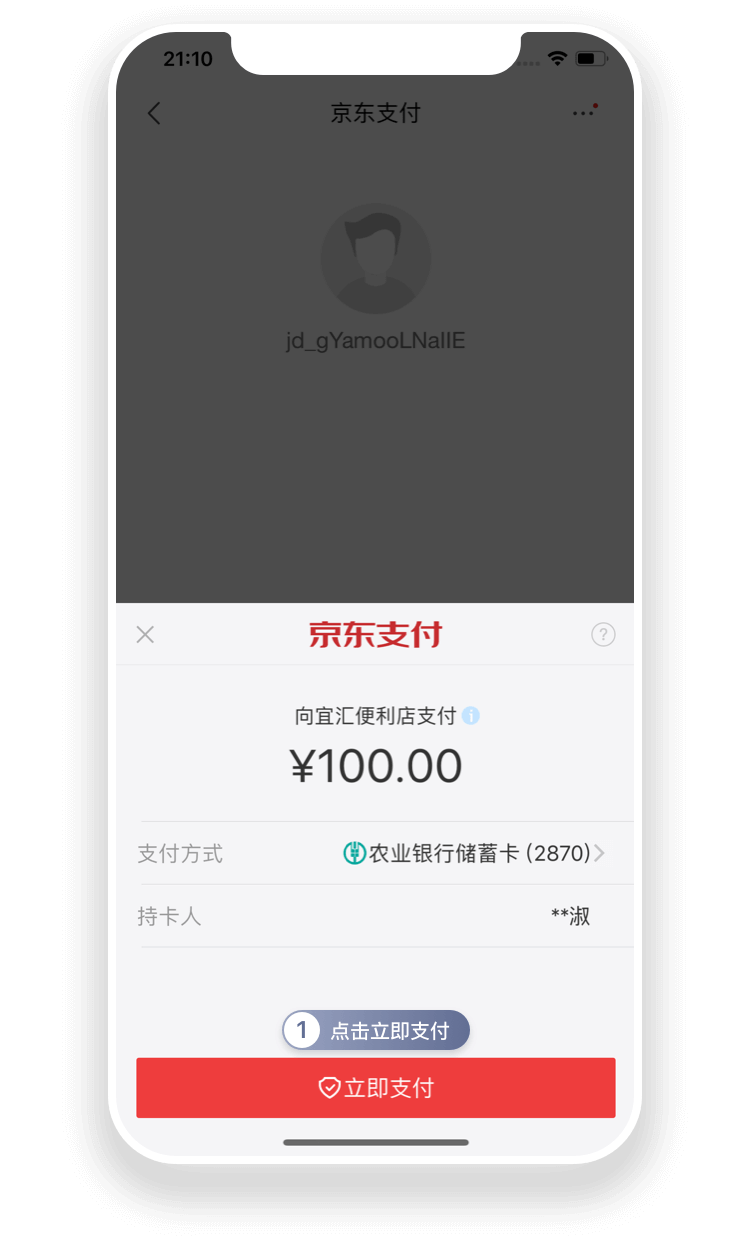 21:10
京东支付
jd_gYamooLNallE
京东支付
向宜汇便利店支付
¥100.00
支付方式 农业银行储蓄卡 (2870)
持卡人 **淑
1 点击立即支付
立即支付